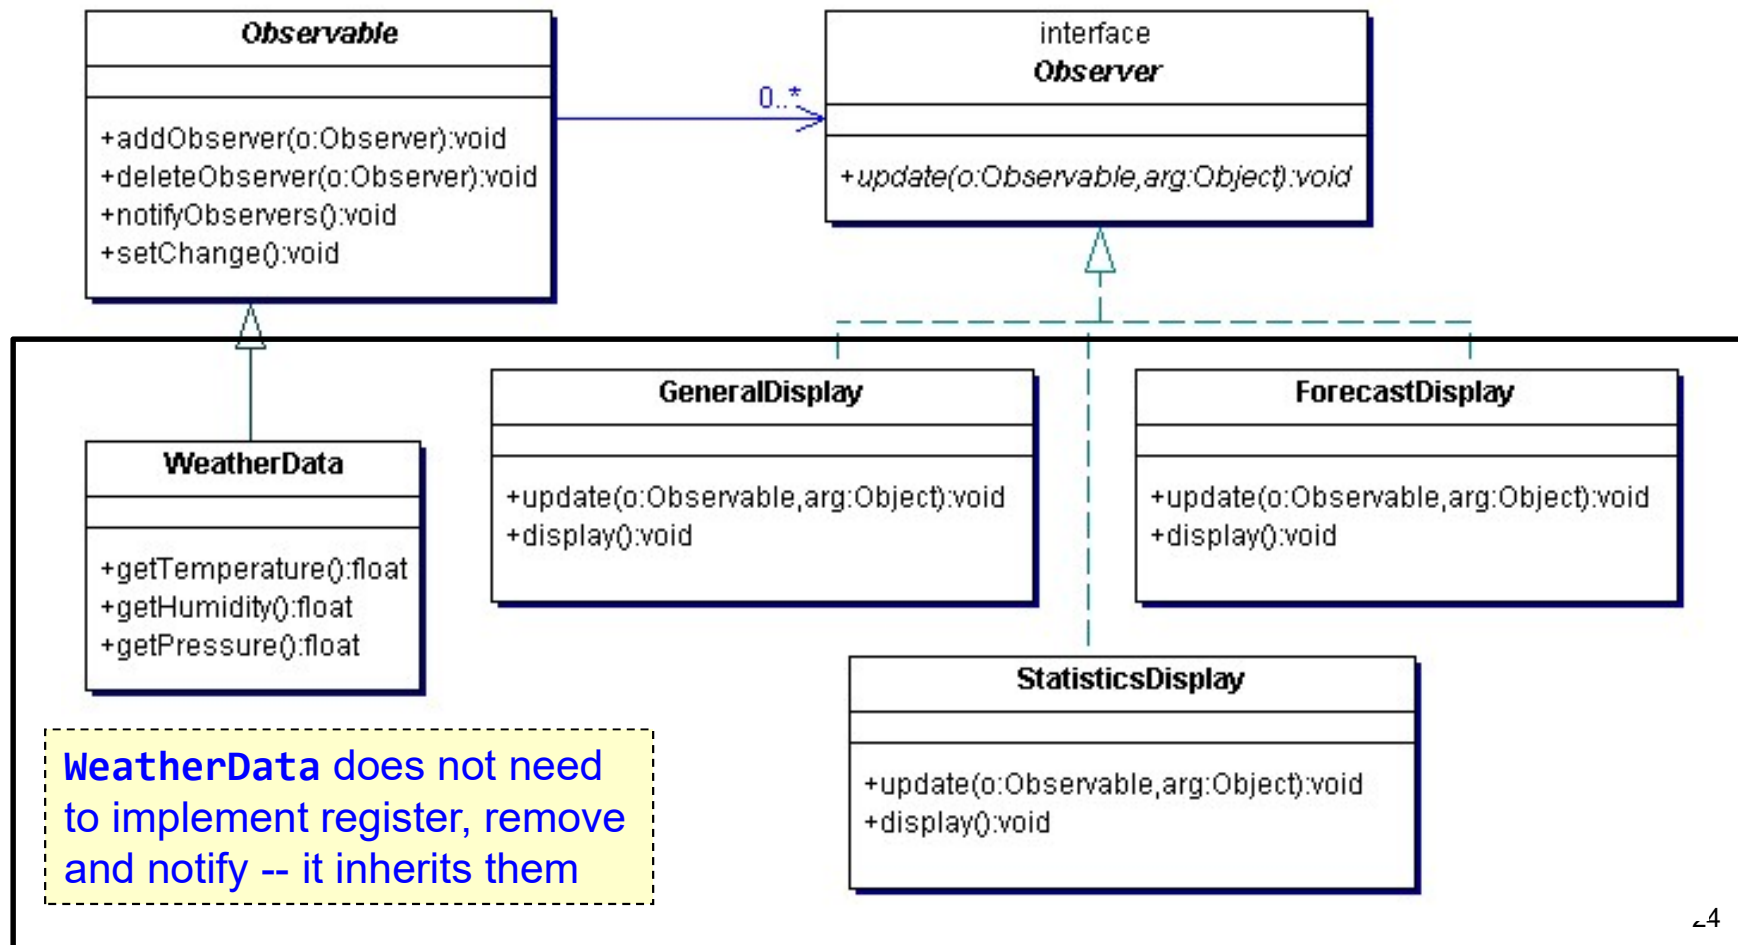 Observable
+addObserver(o:Observer):void
+deleteObserver(o:Observer):void
+notifyObservers():void
+setChange():void
0..*
interface
Observer
+update(o:Observable,arg:Object):void
WeatherData
+getTemperature():float
+getHumidity():float
+getPressure():float
GeneralDisplay
+update(o:Observable,arg:Object):void
+display():void
ForecastDisplay
+update(o:Observable,arg:Object):void
+display():void
StatisticsDisplay
+update(o:Observable,arg:Object):void
+display():void
WeatherData does not need
to implement register, remove
and notify -- it inherits them